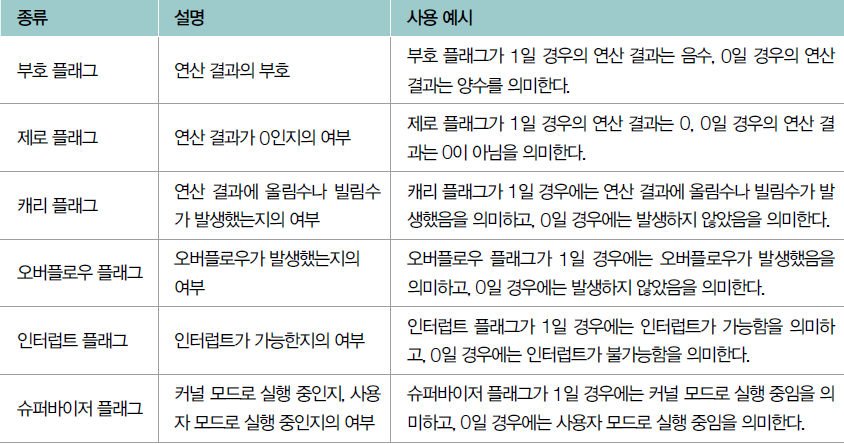 종류 설명 사용 예시
부호 플래그 연산 결과의 부호 부호 플래그가 1일 경우의 연산 결과는 음수, 0일 경우의 연산
결과는 양수를 의미한다.
제로 플래그 연산 결과가 0인지의 여부 제로 플래그가 1일 경우의 연산 결과는 0, 0일 경우의 연산 결
과는 0이 아님을 의미한다.
캐리 플래그 연산 결과에 올림수나 빌림수
가 발생했는지의 여부 캐리 플래그가 1일 경우에는 연산 결과에 올림수나 빌림수가 발
생했음을 의미하고, 0일 경우에는 발생하지 않았음을 의미한다.
오버플로우 플래그 오버플로우가 발생했는지의
여부 오버플로우 플래그가 1일 경우에는 오버플로우가 발생했음을
의미하고, 0일 경우에는 발생하지 않았음을 의미한다.
인터럽트 플래그 인터럽트가 가능한지의 여부 인터럽트 플래그가 1일 경우에는 인터럽트가 가능함을 의미하
고, 0일 경우에는 인터럽트가 불가능함을 의미한다.
슈퍼바이저 플래그 커널 모드로 실행 중인지, 사용
자 모드로 실행 중인지의 여부 슈퍼바이저 플래그가 1일 경우에는 커널 모드로 실행 중임을 의
미하고, 0일 경우에는 사용자 모드로 실행 중임을 의미한다.